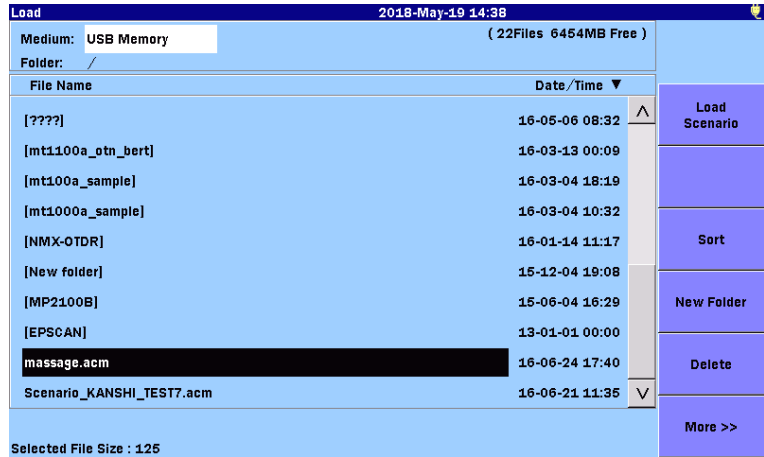 Load 2018-May-19 14:38
Medium: USB Memory ( 22Files 6454MB Free )
Folder: /
File Name Date/Time ▼
[????] 16-05-06 08:32
[mt1100a_otn_bert] 16-03-13 00:09
[mt100a_sample] 16-03-04 18:19
[mt1000a_sample] 16-03-04 10:32
[NMX-OTDR] 16-01-14 11:17
[New folder] 15-12-04 19:08
[MP2100B] 15-06-04 16:29
[EPSCAN] 13-01-01 00:00
massage.acm 16-06-24 17:40
Scenario_KANSHI_TEST7.acm 16-06-21 11:35
Selected File Size : 125
Load
Scenario
Sort
New Folder
Delete
More >>